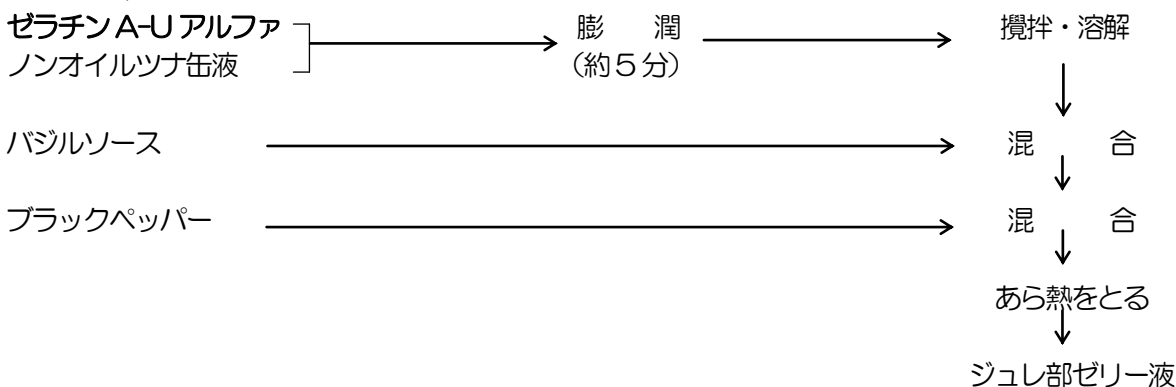 ゼラチンA-Uアルファ 膨 潤 攪拌・溶解
ノンオイルツナ缶液 (約5分)
バジルソース 混 合
ブラックペッパー 混 合
あら熱をとる
ジュレ部ゼリー液